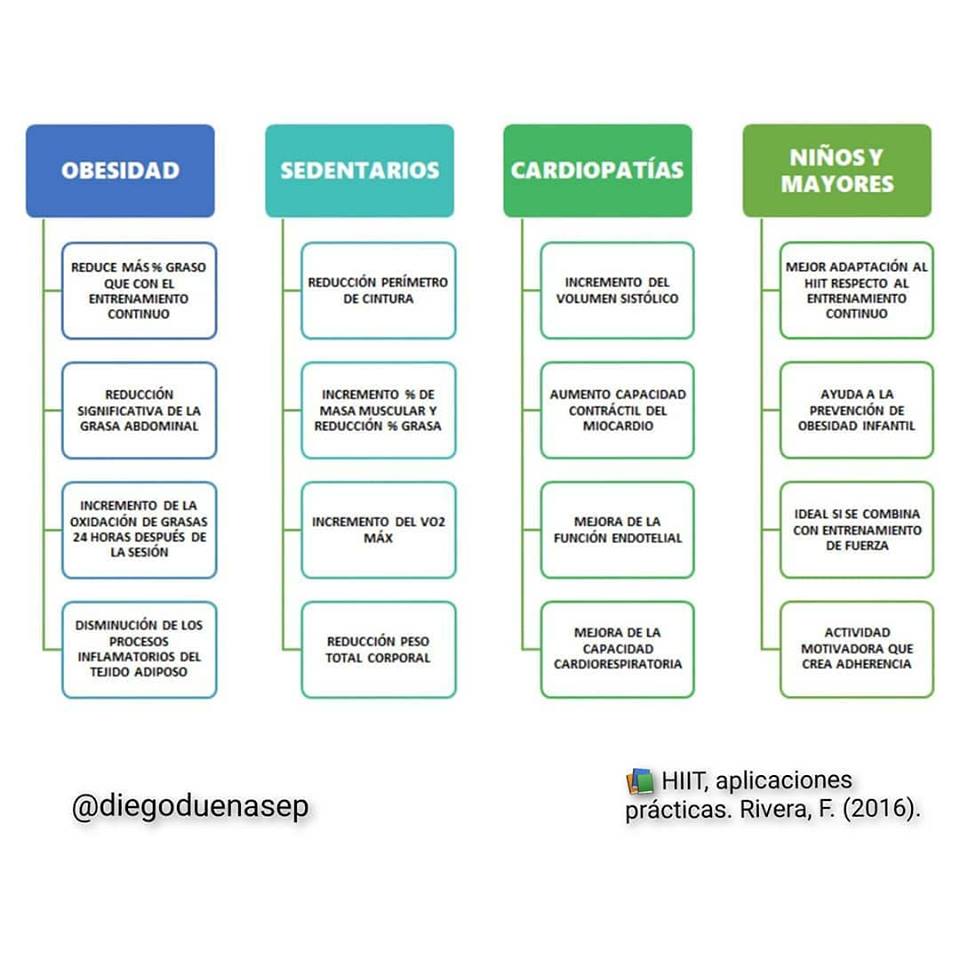 OBESIDAD
REDUCE MÁS % GRASO
QUE CON EL
ENTRENAMIENTO
CONTINUO
REDUCCIÓN
SIGNIFICATIVA DE LA
GRASA ABDOMINAL
INCREMENTO DE LA
OXIDACIÓN DE GRASAS
24 HORAS DESPUÉS DE
LA SESIÓN
DISMINUCIÓN DE LOS
PROCESOS
INFLAMATORIOS DEL
TEJIDO ADIPOSO
SEDENTARIOS
REDUCCIÓN PERÍMETRO
DE CINTURA
INCREMENTO % DE
MASA MUSCULAR Y
REDUCCIÓN % GRASA
INCREMENTO DEL VO2
MÁX
REDUCCIÓN PESO
TOTAL CORPORAL
CARDIOPATÍAS
INCREMENTO DEL
VOLUMEN SISTÓLICO
AUMENTO CAPACIDAD
CONTRÁCTIL DEL
MIOCARDIO
MEJORA DE LA
FUNCIÓN ENDOTELIAL
MEJORA DE LA
CAPACIDAD
CARDIORESPIRATORIA
NIÑOS Y
MAYORES
MEJOR ADAPTACIÓN AL
HIIT RESPECTO AL
ENTRENAMIENTO
CONTINUO
AYUDA A LA
PREVENCIÓN DE
OBESIDAD INFANTIL
IDEAL SI SE COMBINA
CON ENTRENAMIENTO
DE FUERZA
ACTIVIDAD
MOTIVADORA QUE
CREA ADHERENCIA
@diegoduenasep
HIIT, aplicaciones
prácticas. Rivera, F. (2016).